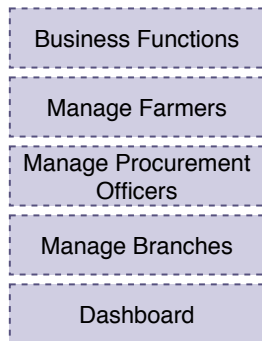 Business Functions
Manage Farmers
Manage Procurement
Officers
Manage Branches
Dashboard